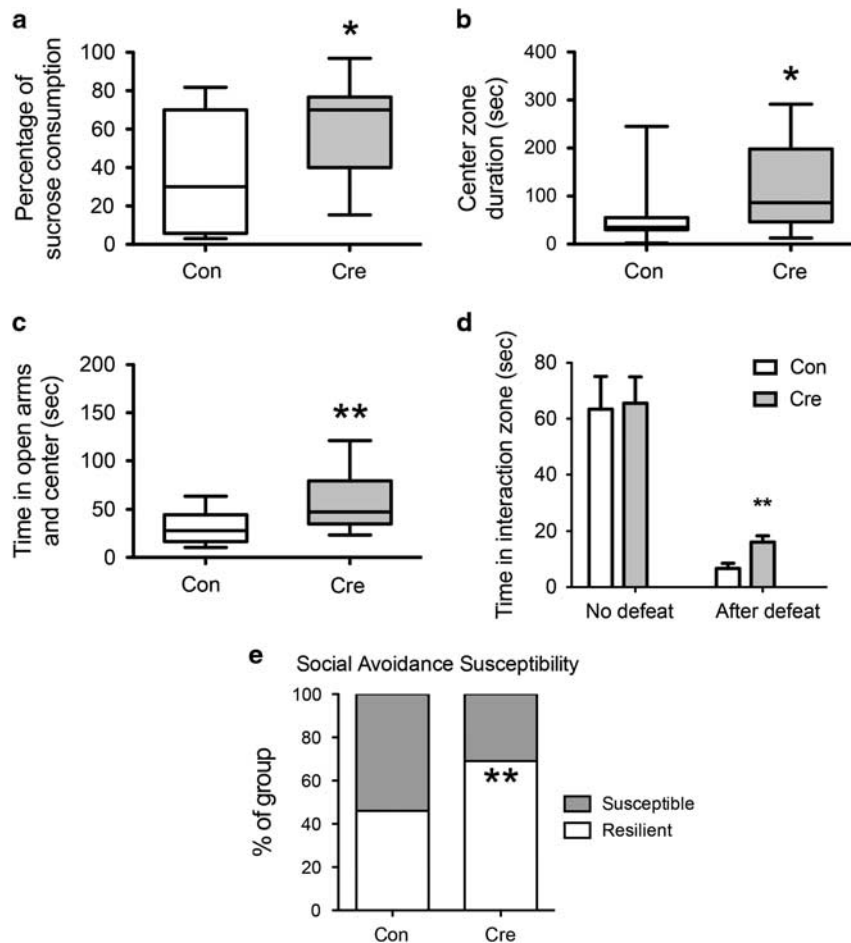 a
Percentage of
sucrose consumption
100
80
60
40
20
0
*
Con
Cre
b
Center zone
duration (sec)
400
300
200
100
0
*
Con
Cre
c
Time in open arms
and center (sec)
200
150
100
50
0
**
Con
Cre
d
Time in interaction zone (sec)
80
60
40
20
0
Con
Cre
**
No defeat
After defeat
e
Social Avoidance Susceptibility
% of group
100
80
60
40
20
0
**
Con
Cre
Susceptible
Resilient